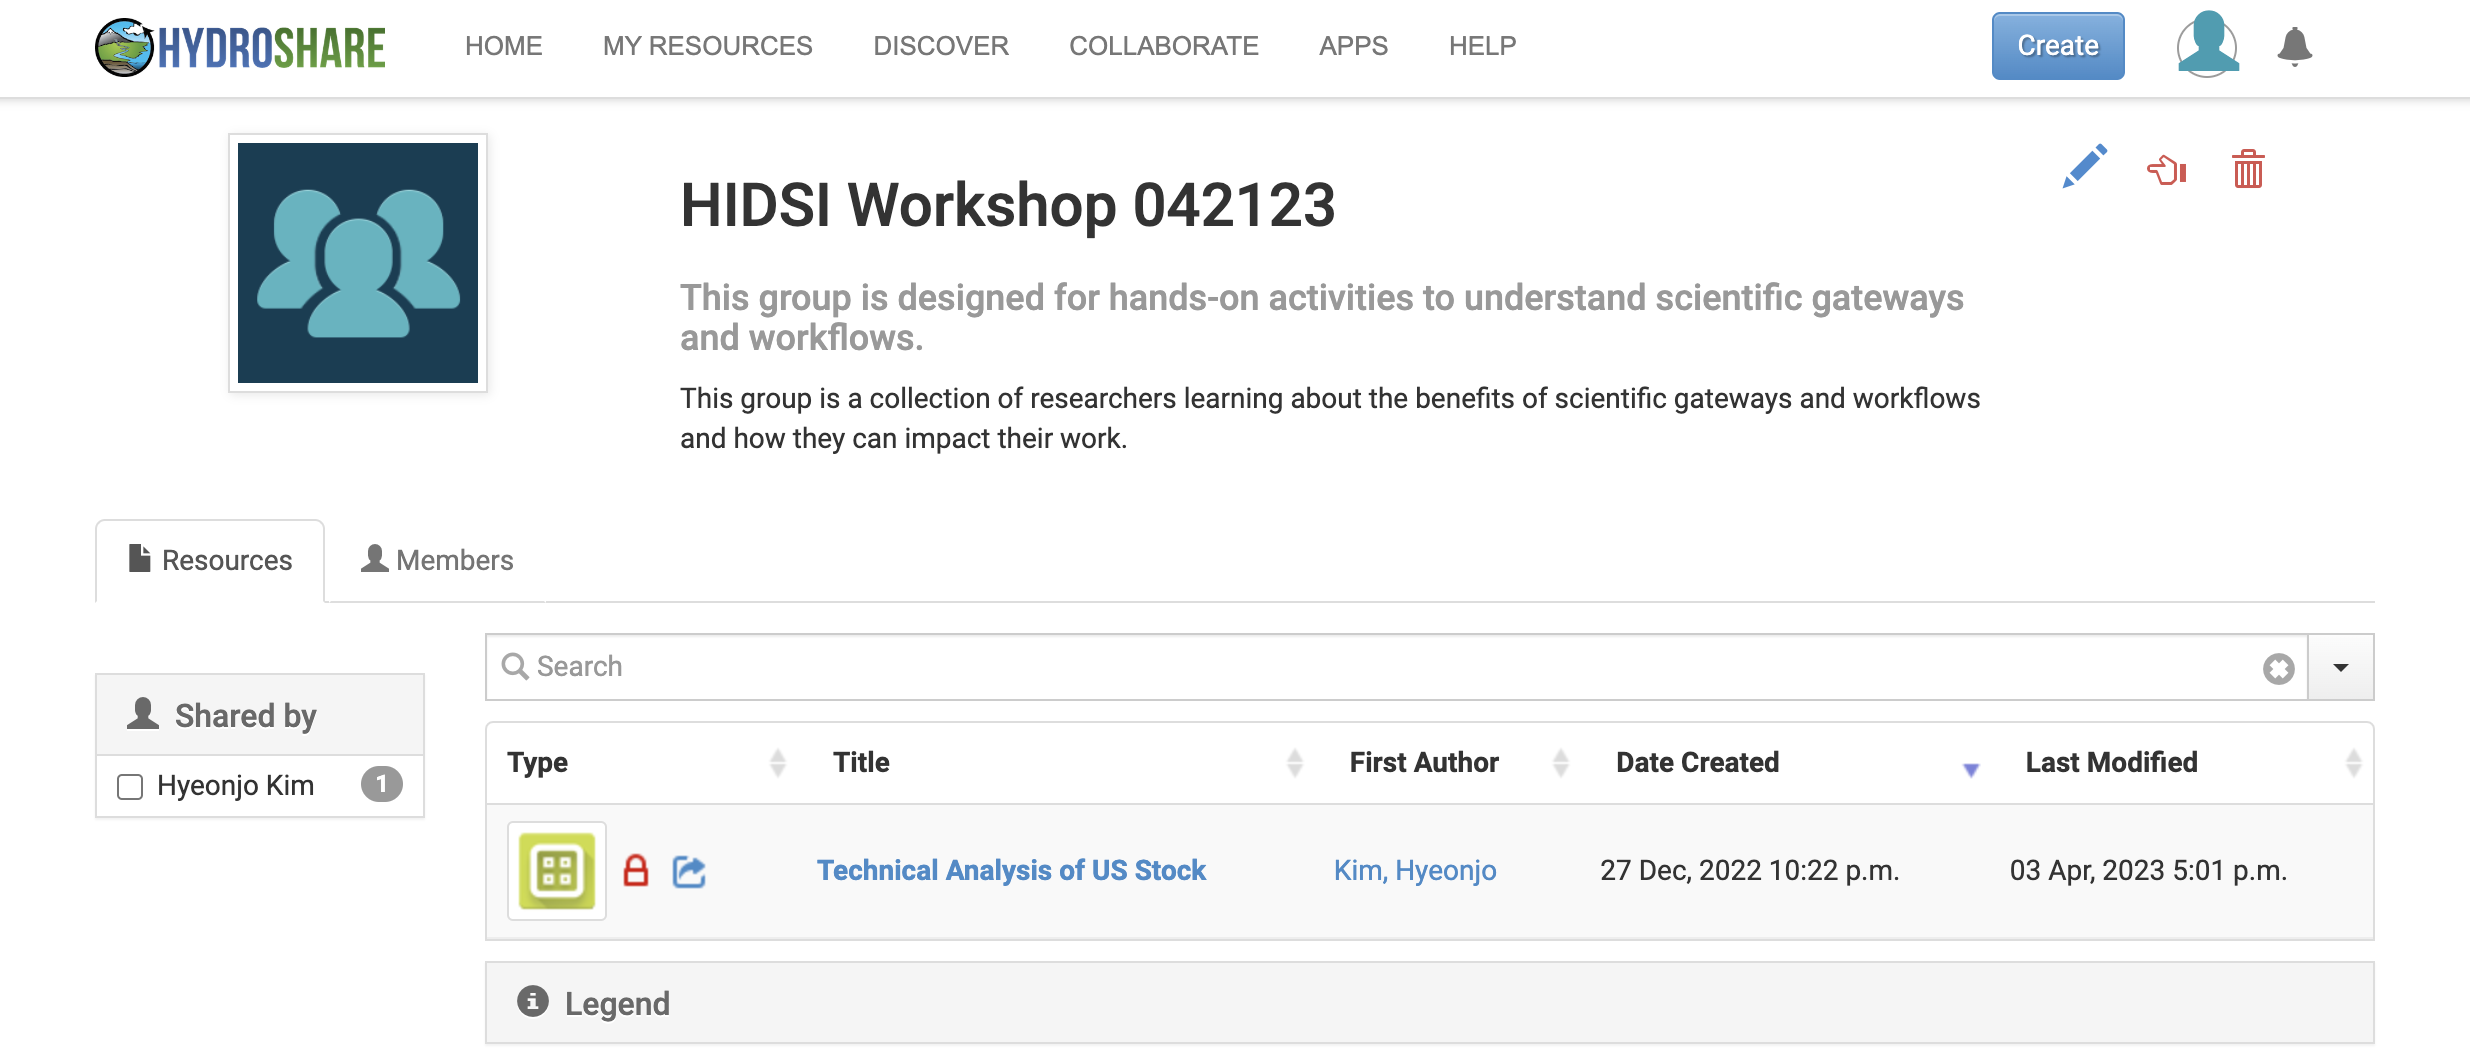 HYDROSHARE
HOME MY RESOURCES DISCOVER COLLABORATE APPS HELP Create
HIDSI Workshop 042123
This group is designed for hands-on activities to understand scientific gateways
and workflows.
This group is a collection of researchers learning about the benefits of scientific gateways and workflows
and how they can impact their work.
Resources Members
Search
Shared by
Hyeonjo Kim 1
Type Title First Author Date Created Last Modified
Technical Analysis of US Stock Kim, Hyeonjo 27 Dec, 2022 10:22 p.m. 03 Apr, 2023 5:01 p.m.
Legend